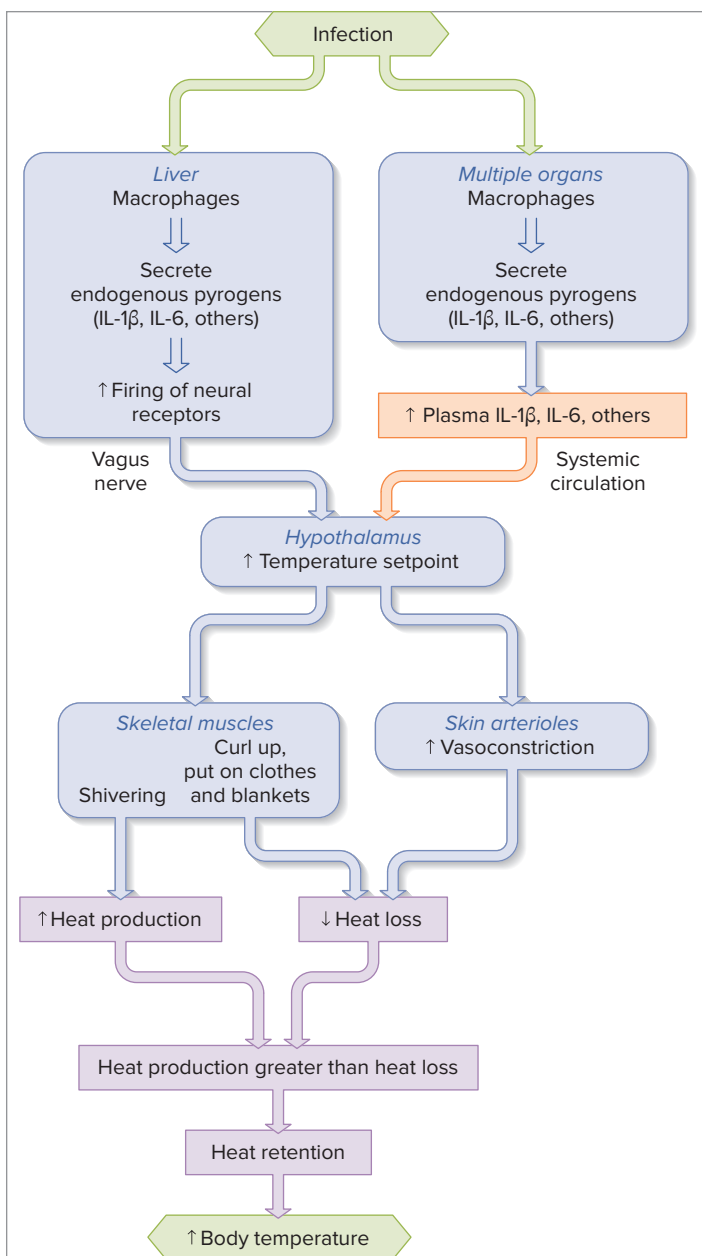 Infection
Liver
Macrophages
Secrete
endogenous pyrogens
(IL-1β, IL-6, others)
↑Firing of neural
receptors
Multiple organs
Macrophages
Secrete
endogenous pyrogens
(IL-1β, IL-6, others)
↑ Plasma IL-1β, IL-6, others
Vagus
nerve
Systemic
circulation
Hypothalamus
↑ Temperature setpoint
Skeletal muscles
Shivering
Curl up,
put on clothes
and blankets
Skin arterioles
↑ Vasoconstriction
↑Heat production
↓Heat loss
Heat production greater than heat loss
Heat retention
↑Body temperature